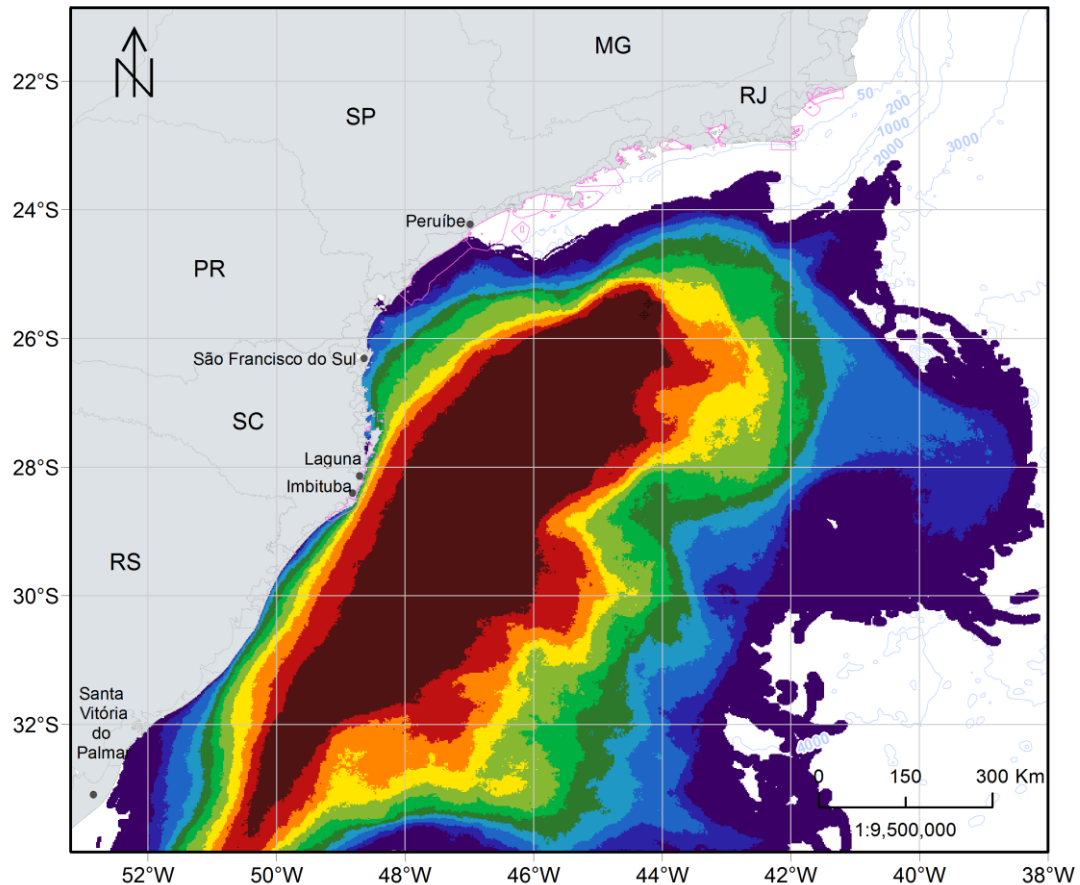 N
MG
22°S
RJ
50
200
SP
1000
2000
3000
24°S
Peruíbe
PR
26°S
São Francisco do Sul
SC
Laguna
28°S
Imbituba
RS
30°S
Santa
Vitória
do
Palmar
32°S
4000
0 150 300 Km
1:9,500,000
52°W 50°W 48°W 46°W 44°W 42°W 40°W 38°W